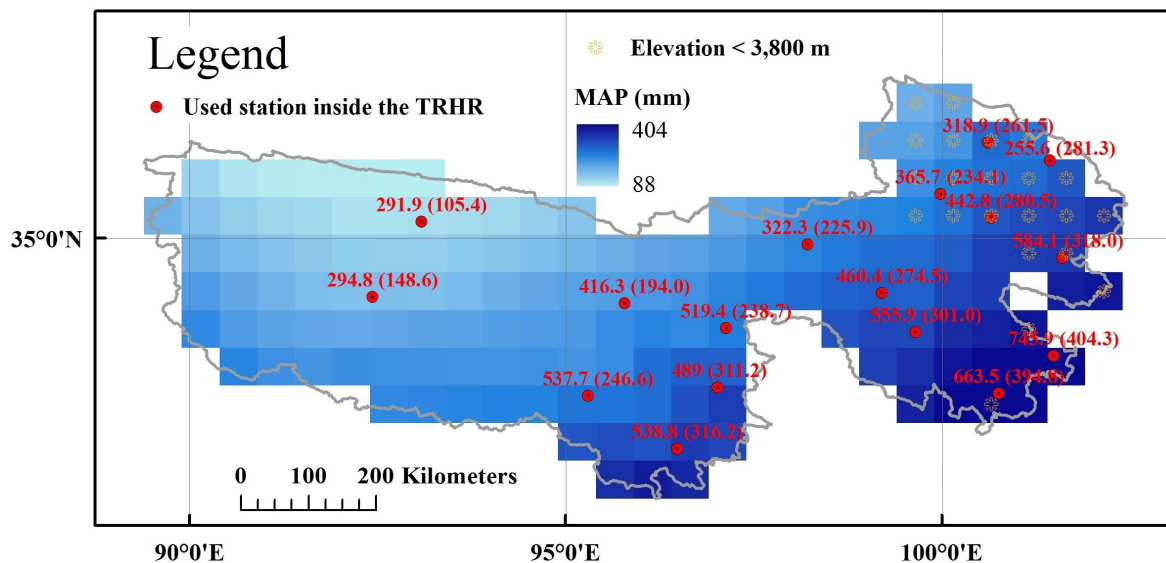 Legend
Elevation < 3,800 m
Used station inside the TRHR
MAP (mm)
404
88
318.9 (261.5)
255.6 (281.3)
365.7 (234.1)
442.8 (280.5)
291.9 (105.4)
35°0'N
322.3 (225.9)
584.1 (318.0)
294.8 (148.6)
416.3 (194.0)
460.4 (274.5)
519.4 (238.7)
555.9 (301.0)
745.9 (404.3)
537.7 (246.6)
489 (311.2)
663.5 (394.8)
538.8 (316.2)
0 100 200 Kilometers
90°0'E
95°0'E
100°0'E